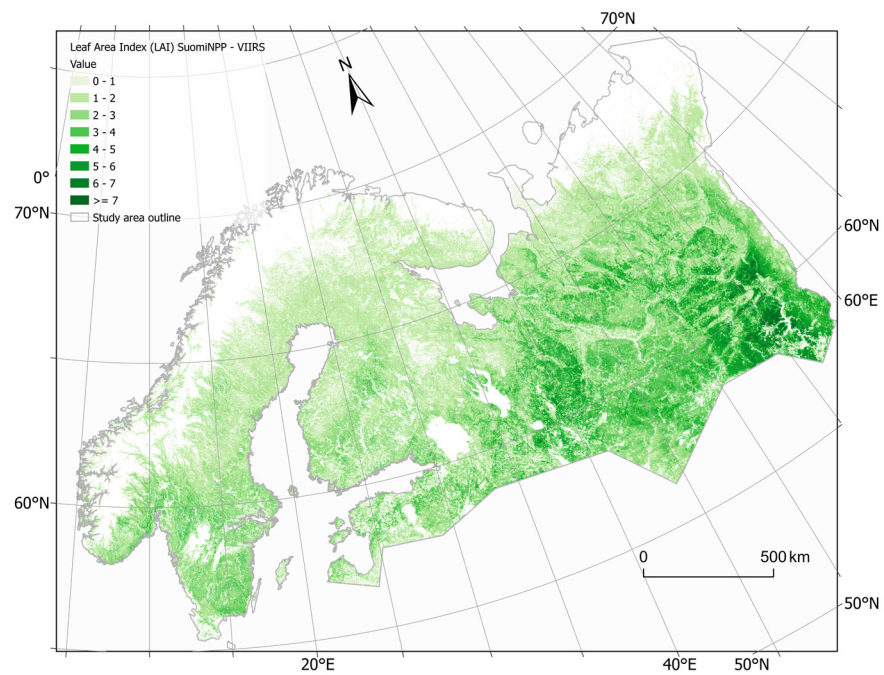 70°N
Leaf Area Index (LAI) SuomiNPP - VIIRS
Value
0 - 1
1 - 2
2 - 3
3 - 4
4 - 5
5 - 6
6 - 7
>= 7
Study area outline
N
0°
70°N
60°N
60°E
60°N
0
500 km
50°N
20°E
40°E
50°N